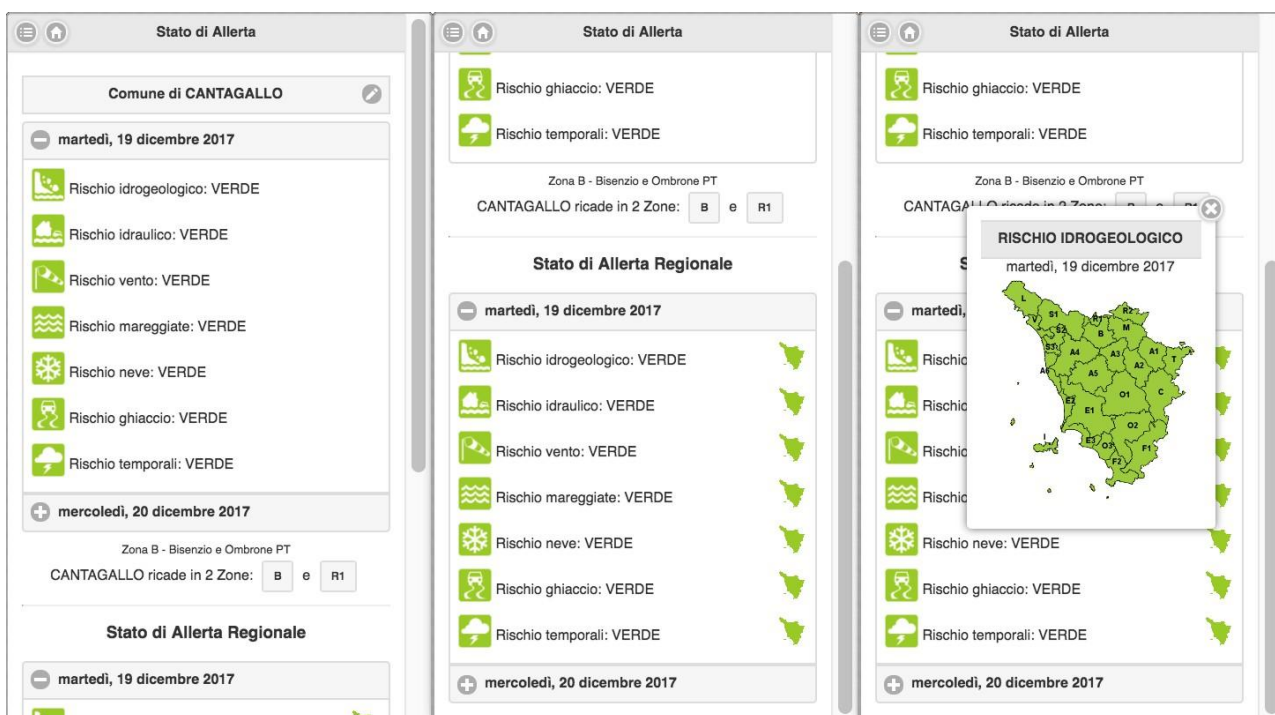 Stato di Allerta
Comune di CANTAGALLO
martedì, 19 dicembre 2017
Rischio idrogeologico: VERDE
Rischio idraulico: VERDE
Rischio vento: VERDE
Rischio mareggiate: VERDE
Rischio neve: VERDE
Rischio ghiaccio: VERDE
Rischio temporali: VERDE
mercoledì, 20 dicembre 2017
Zona B - Bisenzio e Ombrone PT
CANTAGALLO ricade in 2 Zone: B e R1
Stato di Allerta Regionale
martedì, 19 dicembre 2017
Stato di Allerta
Rischio ghiaccio: VERDE
Rischio temporali: VERDE
Zona B - Bisenzio e Ombrone PT
CANTAGALLO ricade in 2 Zone: B e R1
Stato di Allerta Regionale
martedì, 19 dicembre 2017
Rischio idrogeologico: VERDE
Rischio idraulico: VERDE
Rischio vento: VERDE
Rischio mareggiate: VERDE
Rischio neve: VERDE
Rischio ghiaccio: VERDE
Rischio temporali: VERDE
mercoledì, 20 dicembre 2017
Stato di Allerta
Rischio ghiaccio: VERDE
Rischio temporali: VERDE
Zona B - Bisenzio e Ombrone PT
CANTAGALLO ricade in 2 Zone: B e R1
RISCHIO IDROGEOLOGICO
martedì, 19 dicembre 2017
L
S1 R1 R2
V B M
S2
S3 A4 A3 A1 T
A6 A5 A2
E2 O1 C
E1
O2
I E3 O3 F1
F2
S
martedì,
Rischio
Rischio
Rischio
Rischio
Rischio neve: VERDE
Rischio ghiaccio: VERDE
Rischio temporali: VERDE
mercoledì, 20 dicembre 2017